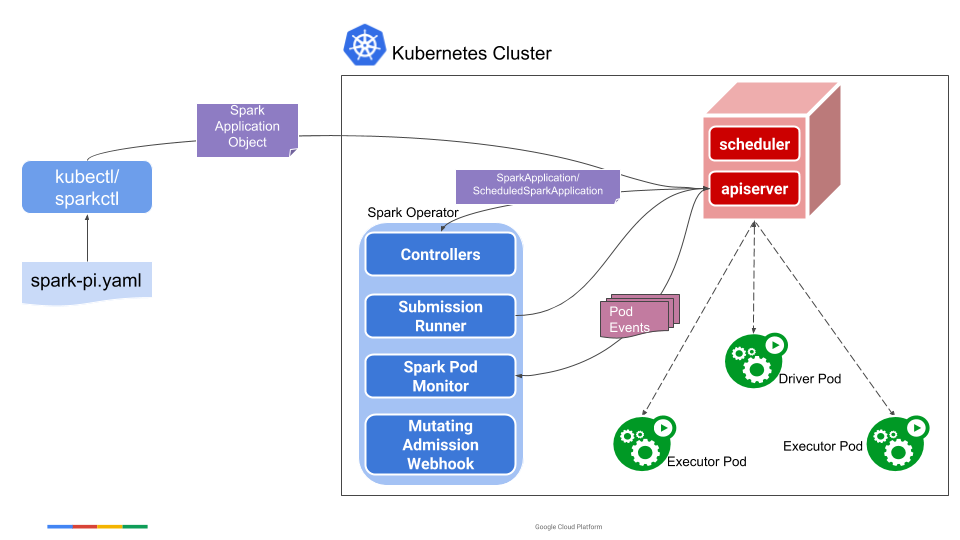 Kubernetes Cluster
Spark
Application
Object
scheduler
kubectl/
sparkctl
SparkApplication/
ScheduledSparkApplication
apiserver
Spark Operator
Controllers
spark-pi.yaml
Submission
Runner
Pod
Events
Spark Pod
Monitor
Driver Pod
Mutating
Admission
Webhook
Executor Pod
Executor Pod
Google Cloud Platform